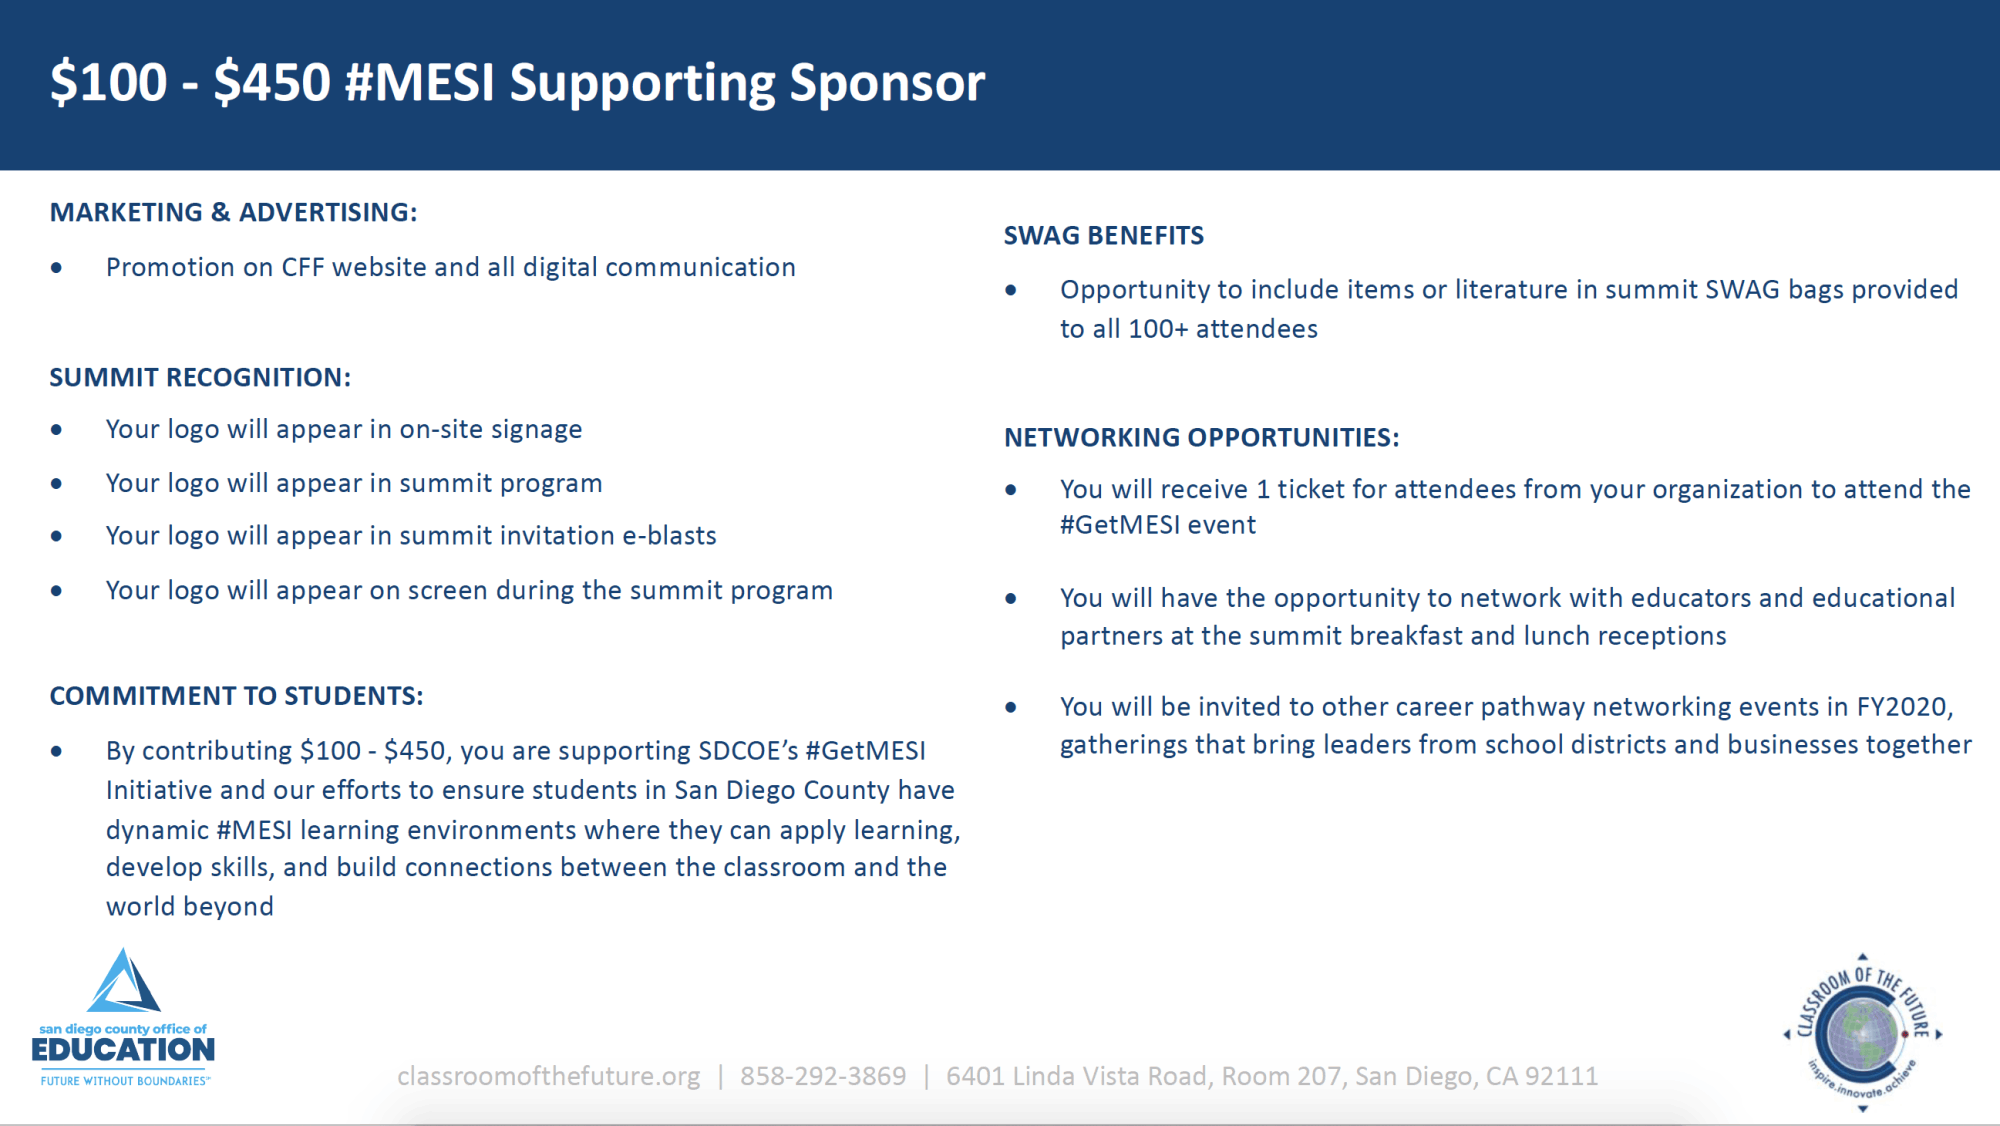 $100 - $450 #MESI Supporting Sponsor
MARKETING & ADVERTISING:
• Promotion on CFF website and all digital communication
SUMMIT RECOGNITION:
• Your logo will appear in on-site signage
• Your logo will appear in summit program
• Your logo will appear in summit invitation e-blasts
• Your logo will appear on screen during the summit program
COMMITMENT TO STUDENTS:
• By contributing $100 - $450, you are supporting SDCOE’s #GetMESI
Initiative and our efforts to ensure students in San Diego County have
dynamic #MESI learning environments where they can apply learning,
develop skills, and build connections between the classroom and the
world beyond
SWAG BENEFITS
• Opportunity to include items or literature in summit SWAG bags provided
to all 100+ attendees
NETWORKING OPPORTUNITIES:
• You will receive 1 ticket for attendees from your organization to attend the
#GetMESI event
• You will have the opportunity to network with educators and educational
partners at the summit breakfast and lunch receptions
• You will be invited to other career pathway networking events in FY2020,
gatherings that bring leaders from school districts and businesses together
san diego county office of
EDUCATION
FUTURE WITHOUT BOUNDARIES℠
classroomofthefuture.org | 858-292-3869 | 6401 Linda Vista Road, Room 207, San Diego, CA 92111
CLASSROOM OF THE FUTURE
inspire.innovate.achieve